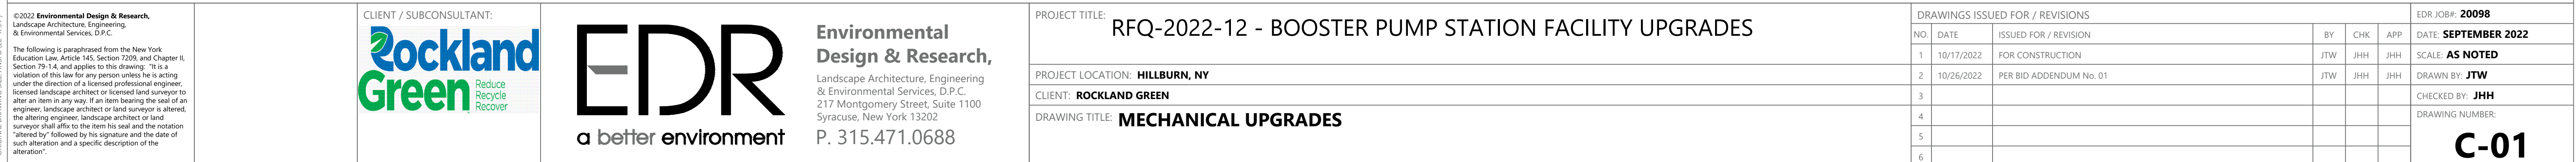 ©2022 Environmental Design & Research,
Landscape Architecture, Engineering,
& Environmental Services, D.P.C.
The following is paraphrased from the New York
Education Law, Article 145, Section 7209, and Chapter II,
Section 79-1.4, and applies to this drawing: "It is a
violation of this law for any person unless he is acting
under the direction of a licensed professional engineer,
licensed landscape architect or licensed land surveyor to
alter an item in any way. If an item bearing the seal of an
engineer, landscape architect or land surveyor is altered,
the altering engineer, landscape architect or land
surveyor shall affix to the item his seal and the notation
"altered by" followed by his signature and the date of
such alteration and a specific description of the
alteration".
CLIENT / SUBCONSULTANT:
Rockland
Green
Reduce
Recycle
Recover
EDR
a better environment
Environmental
Design & Research,
Landscape Architecture, Engineering
& Environmental Services, D.P.C.
217 Montgomery Street, Suite 1100
Syracuse, New York 13202
P. 315.471.0688
PROJECT TITLE:
RFQ-2022-12 - BOOSTER PUMP STATION FACILITY UPGRADES
PROJECT LOCATION: HILLBURN, NY
CLIENT: ROCKLAND GREEN
DRAWING TITLE: MECHANICAL UPGRADES
DRAWINGS ISSUED FOR / REVISIONS
NO. DATE ISSUED FOR / REVISION BY CHK APP
1 10/17/2022 FOR CONSTRUCTION JTW JHH JHH
2 10/26/2022 PER BID ADDENDUM No. 01 JTW JHH JHH
3
4
5
6
EDR JOB#: 20098
DATE: SEPTEMBER 2022
SCALE: AS NOTED
DRAWN BY: JTW
CHECKED BY: JHH
DRAWING NUMBER:
C-01